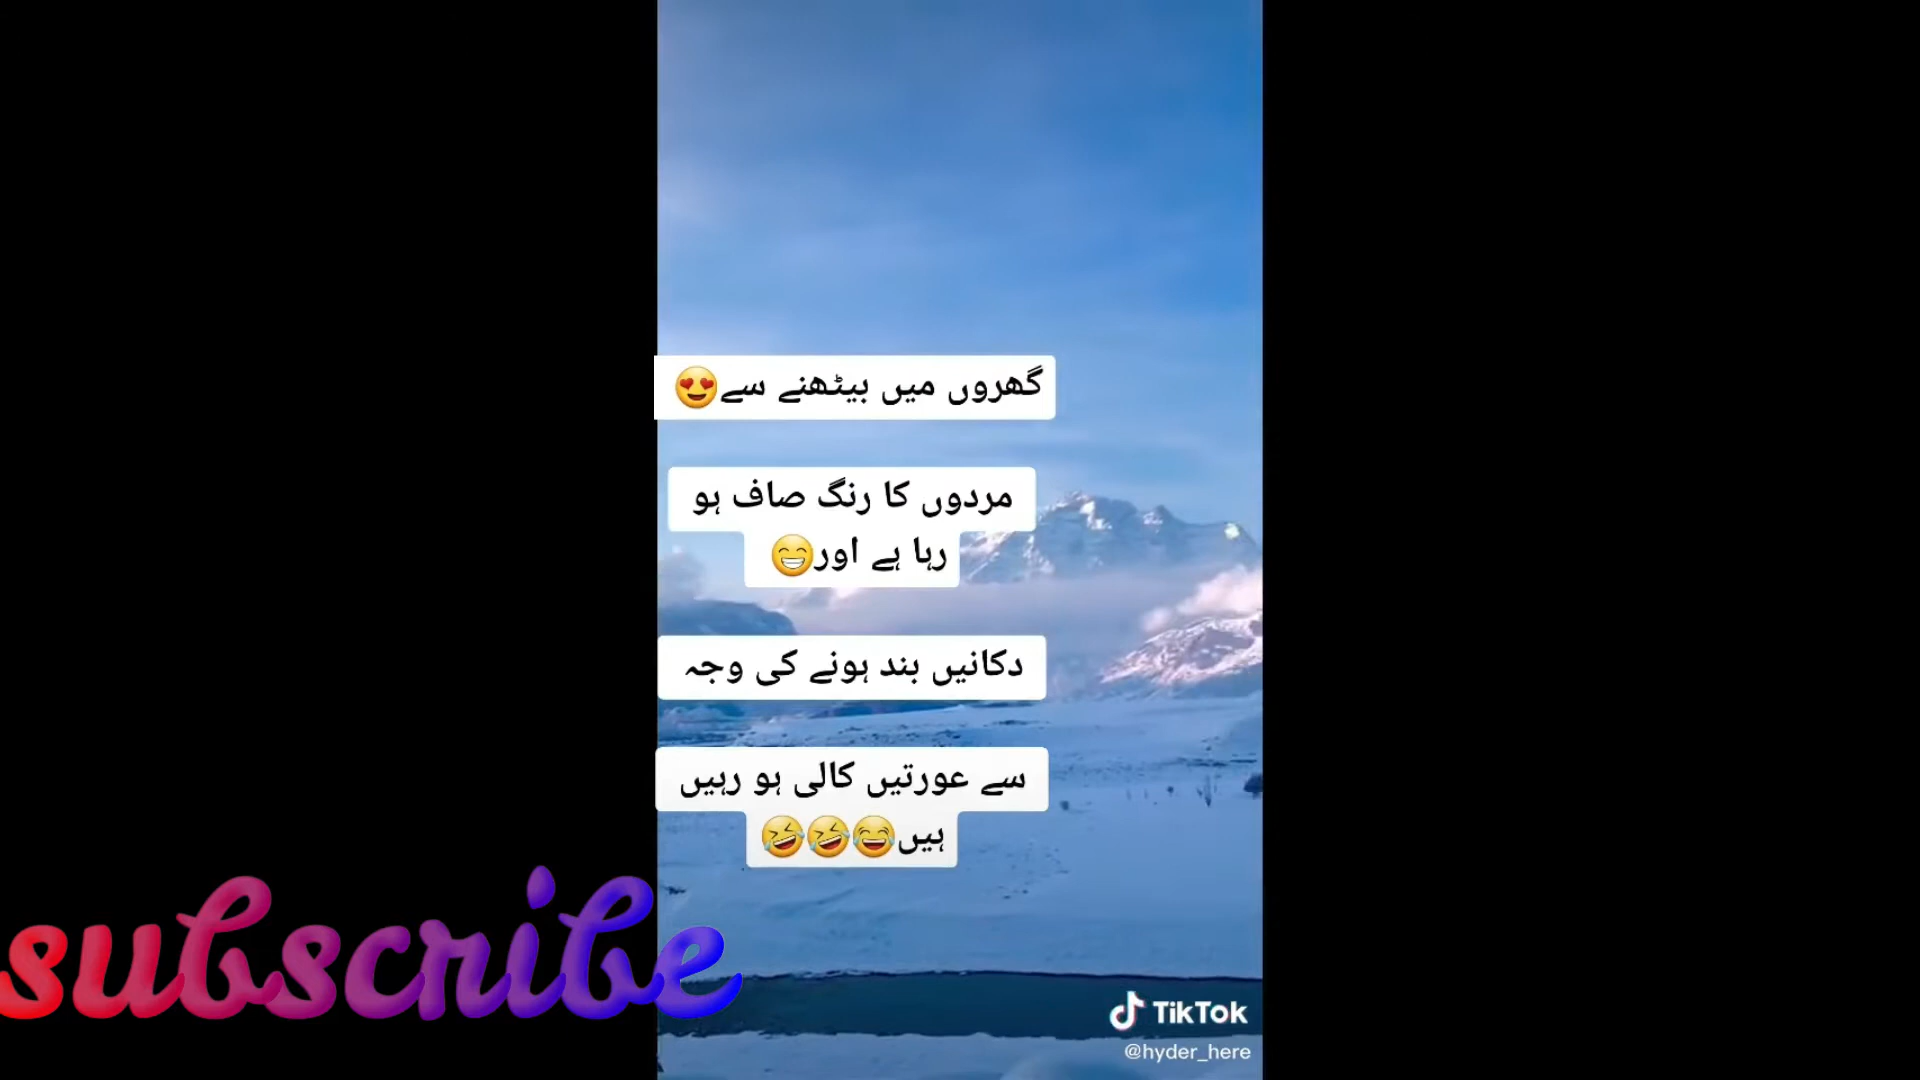 گھروں میں بیٹھنے سے😍
مردوں کا رنگ صاف ہو
رہا ہے اور😁
دکانیں بند ہونے کی وجہ
سے عورتیں کالی ہو رہیں
ہیں😂🤣🤣
subscribe
TikTok
@hyder_here